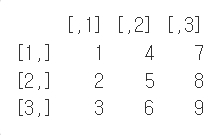 [,1] [,2] [,3]
[1,] 1 4 7
[2,] 2 5 8
[3,] 3 6 9